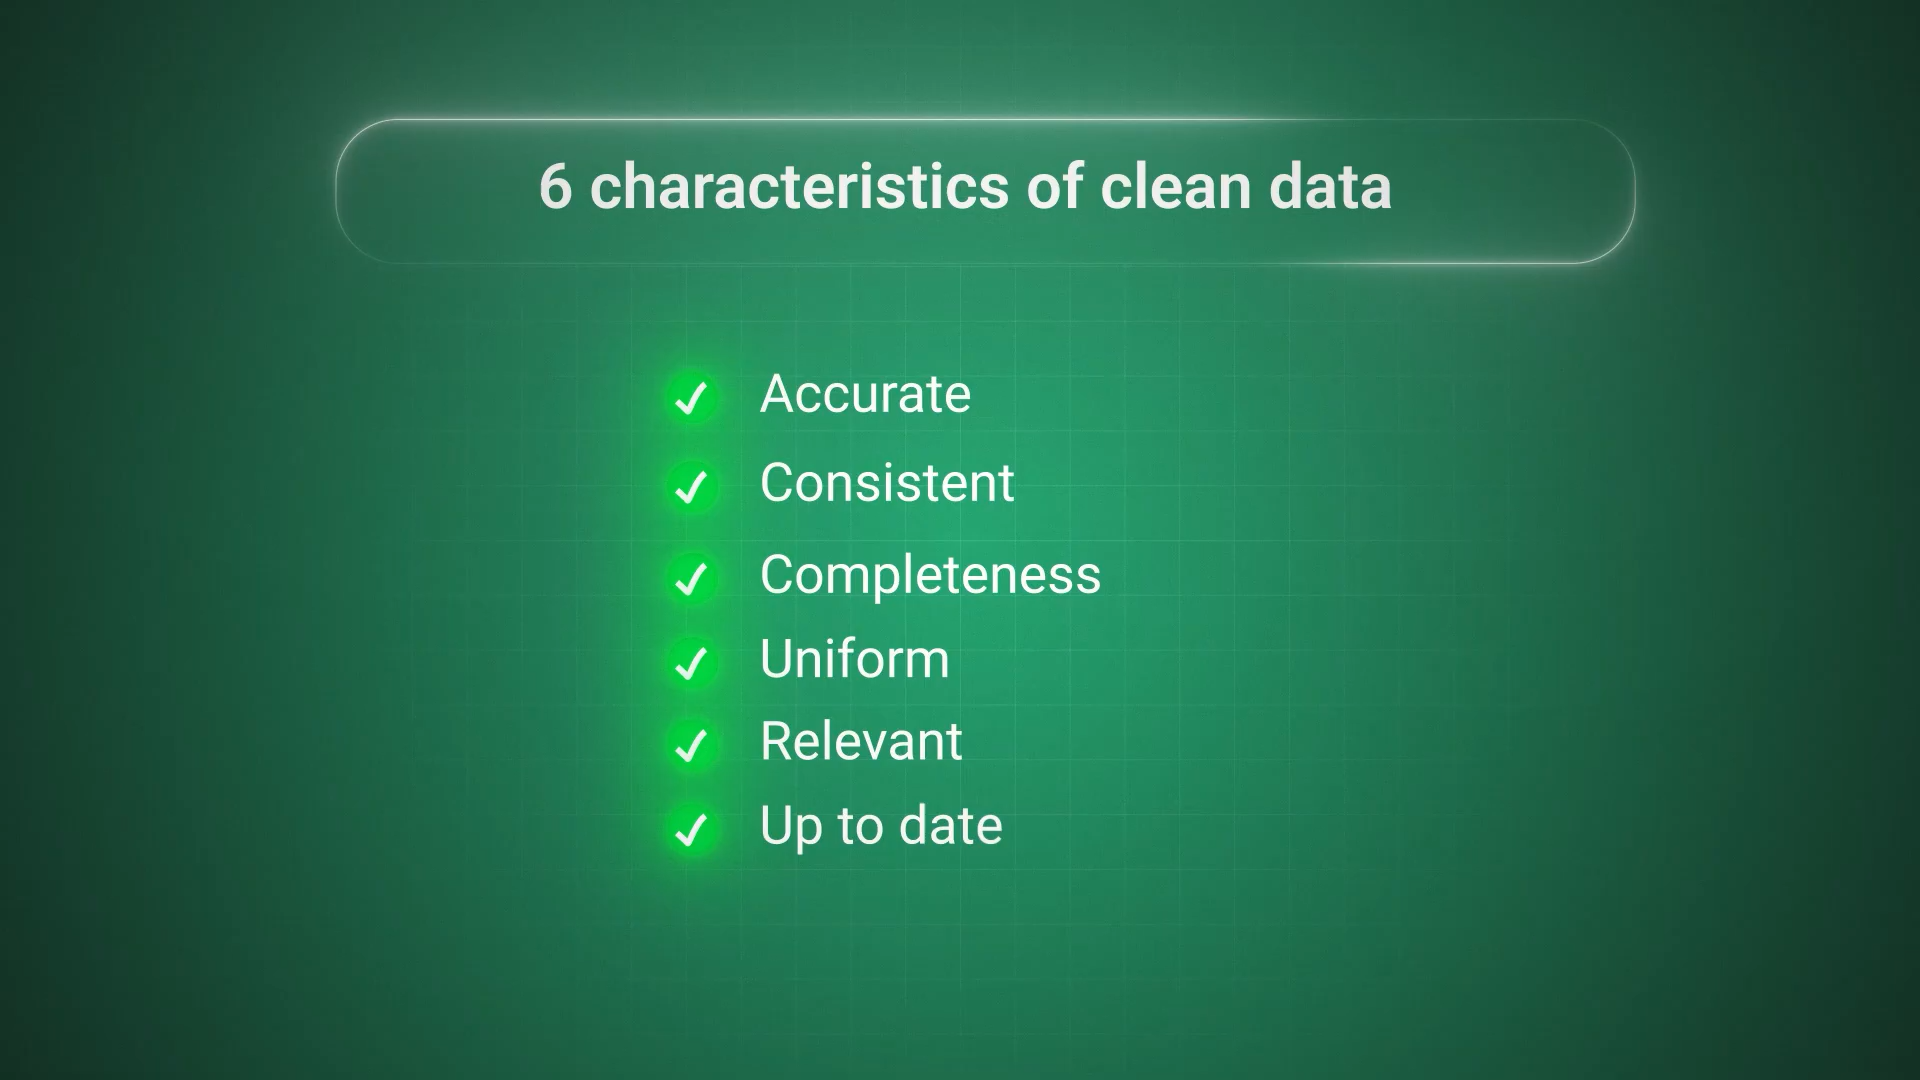 6 characteristics of clean data
Accurate
Consistent
Completeness
Uniform
Relevant
Up to date